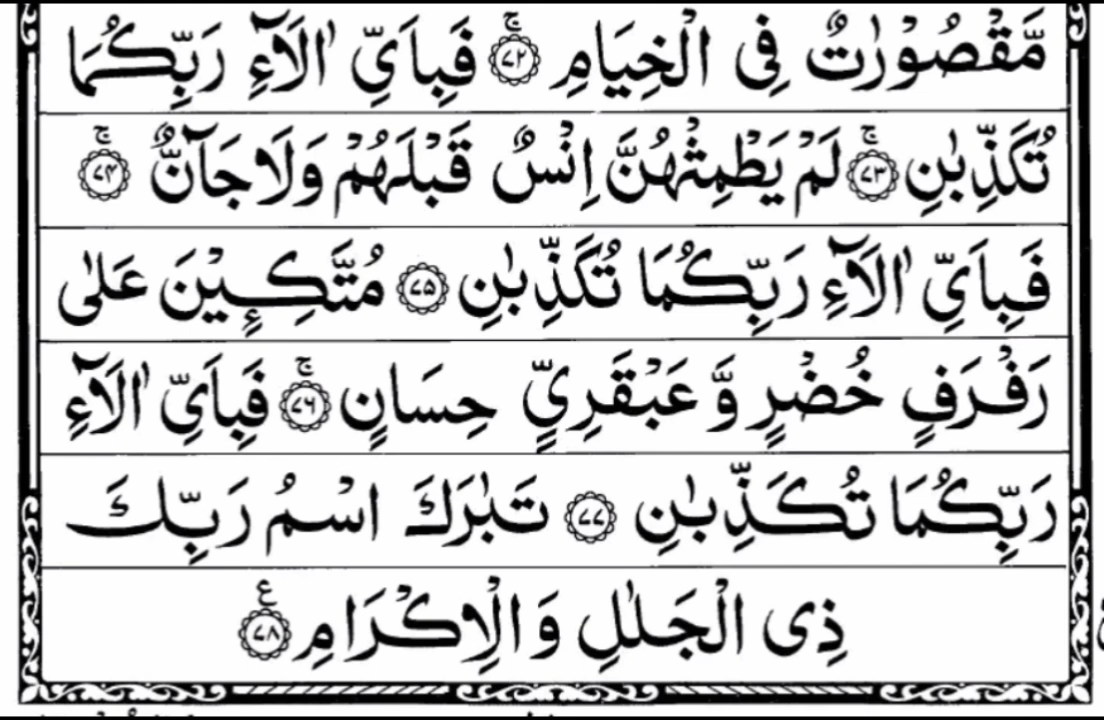 مَّقْصُوْرٰتٌ فِی الْخِیَامِ ۚ﴿۷۲﴾ فَبِاَیِّ اٰلَآءِ رَبِّكُمَا
تُكَذِّبٰنِ ۚ﴿۷۳﴾ لَمْ یَطْمِثْهُنَّ اِنْسٌ قَبْلَهُمْ وَلَا جَآنٌّ ۚ﴿۷۴﴾
فَبِاَیِّ اٰلَآءِ رَبِّكُمَا تُكَذِّبٰنِ ﴿۷۵﴾ مُتَّكِـِٕیْنَ عَلٰی
رَفْرَفٍ خُضْرٍ وَّ عَبْقَرِیٍّ حِسَانٍ ۚ﴿۷۶﴾ فَبِاَیِّ اٰلَآءِ
رَبِّكُمَا تُكَذِّبٰنِ ﴿۷۷﴾ تَبٰرَكَ اسْمُ رَبِّكَ
ذِی الْجَلٰلِ وَ الْاِكْرَامِ ﴿۷۸﴾ ع